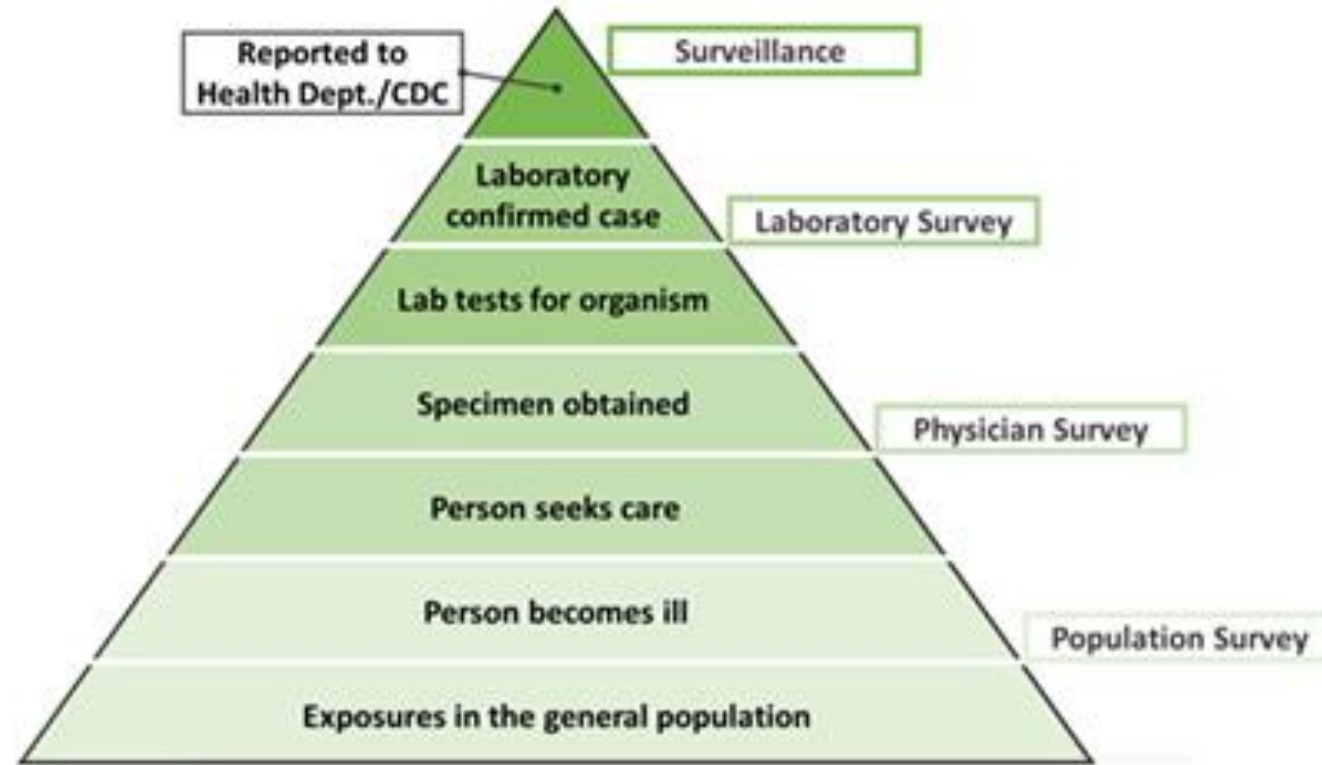 Reported to
Health Dept./CDC
Surveillance
Laboratory
confirmed case
Laboratory Survey
Lab tests for organism
Specimen obtained
Physician Survey
Person seeks care
Person becomes ill
Population Survey
Exposures in the general population